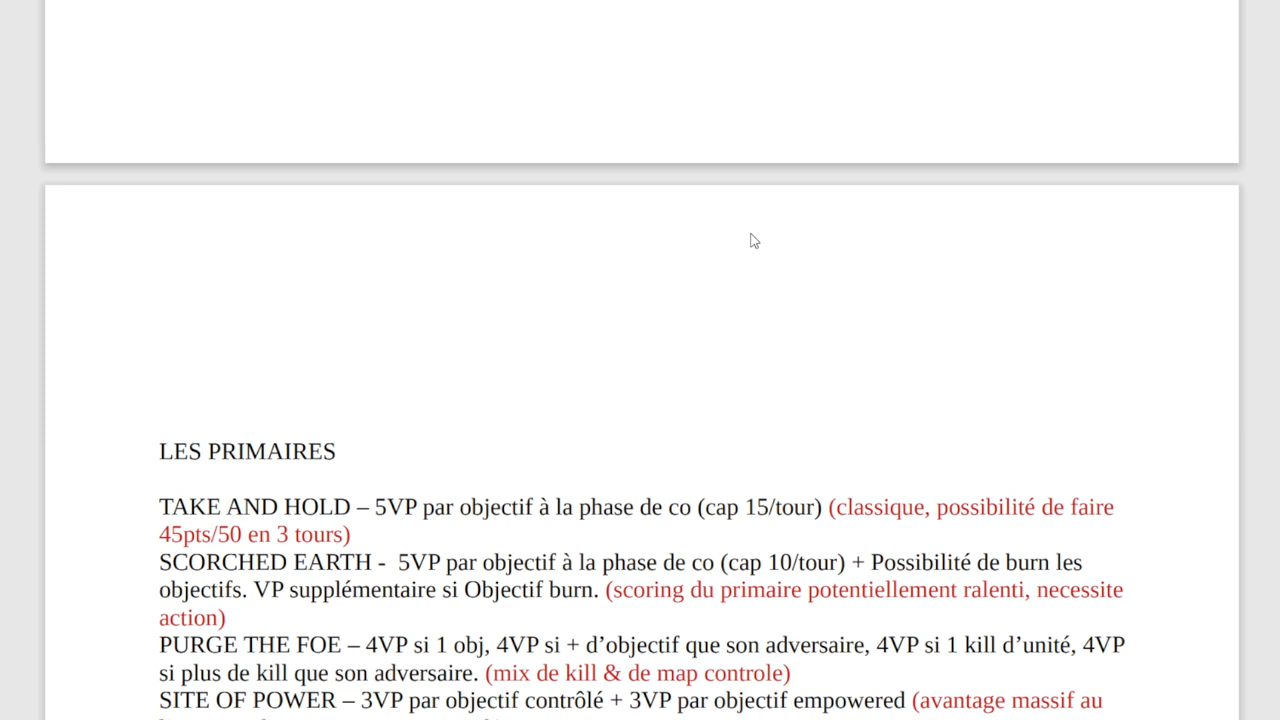 LES PRIMAIRES
TAKE AND HOLD – 5VP par objectif à la phase de co (cap 15/tour) (classique, possibilité de faire
45pts/50 en 3 tours)
SCORCHED EARTH -  5VP par objectif à la phase de co (cap 10/tour) + Possibilité de burn les
objectifs. VP supplémentaire si Objectif burn. (scoring du primaire potentiellement ralenti, necessite
action)
PURGE THE FOE – 4VP si 1 obj, 4VP si + d’objectif que son adversaire, 4VP si 1 kill d’unité, 4VP
si plus de kill que son adversaire. (mix de kill & de map controle)
SITE OF POWER – 3VP par objectif contrôlé + 3VP par objectif empowered (avantage massif au